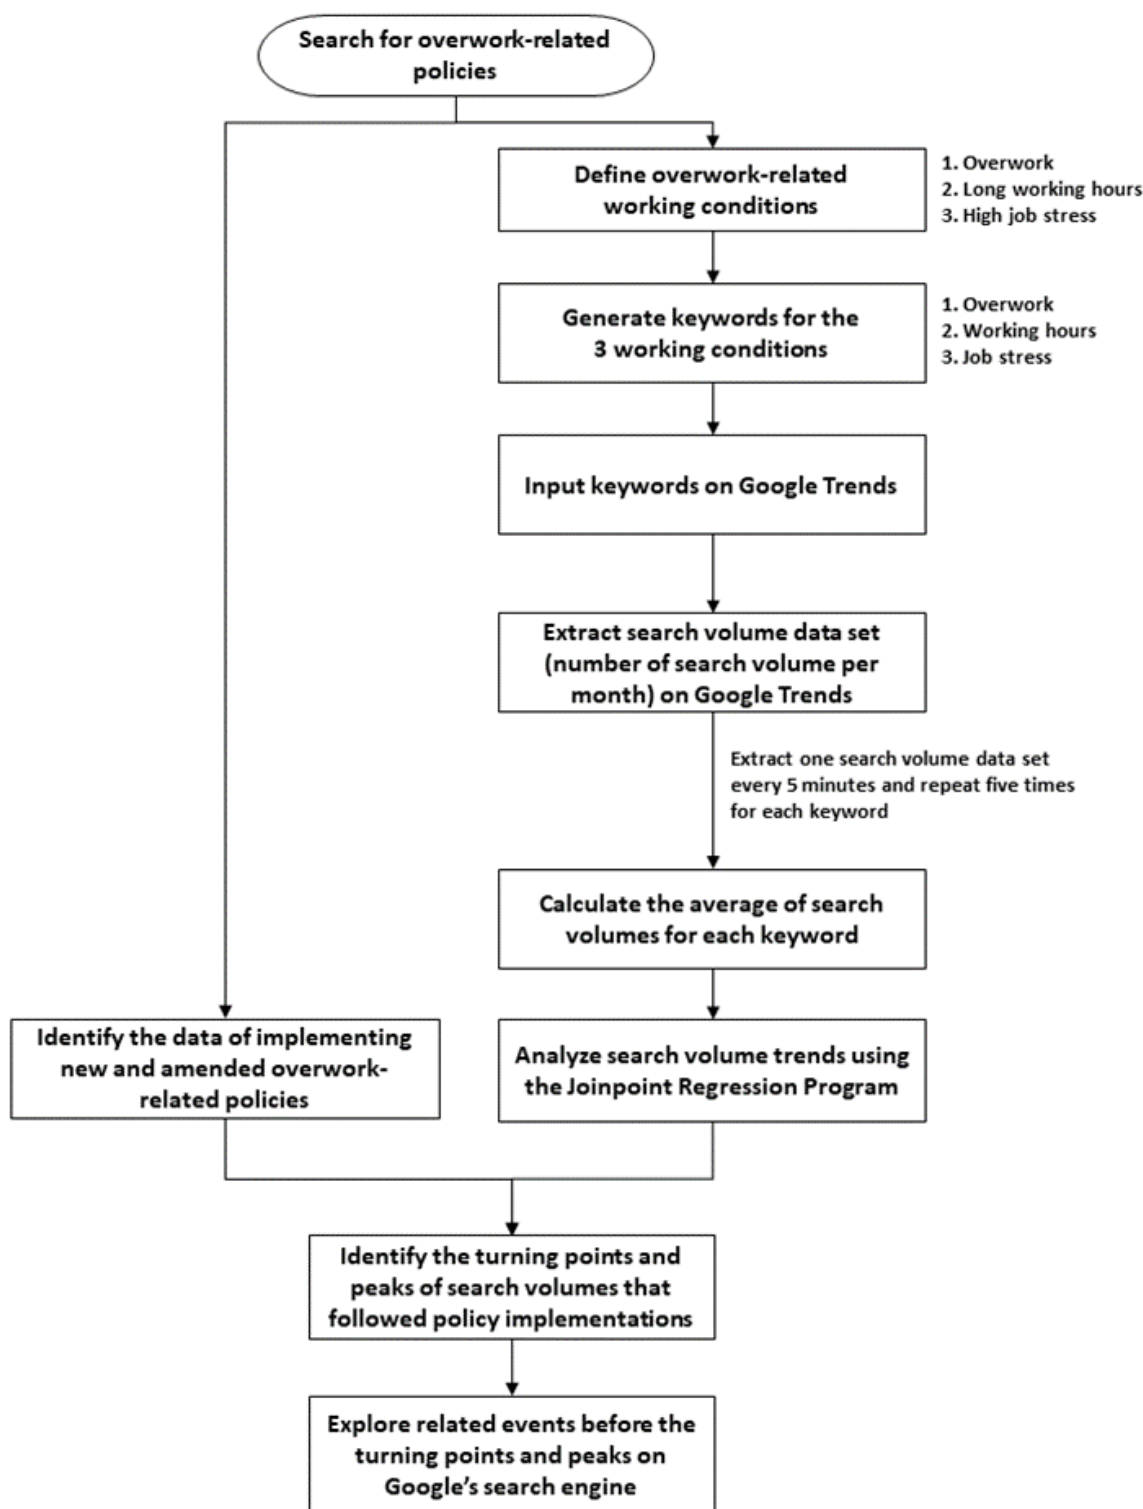 Search for overwork-related
policies
Define overwork-related
working conditions
1. Overwork
2. Long working hours
3. High job stress
Generate keywords for the
3 working conditions
1. Overwork
2. Working hours
3. Job stress
Input keywords on Google Trends
Extract search volume data set
(number of search volume per
month) on Google Trends
Extract one search volume data set
every 5 minutes and repeat five times
for each keyword
Calculate the average of search
volumes for each keyword
Identify the data of implementing
new and amended overwork-
related policies
Analyze search volume trends using
the Joinpoint Regression Program
Identify the turning points and
peaks of search volumes that
followed policy implementations
Explore related events before the
turning points and peaks on
Google’s search engine